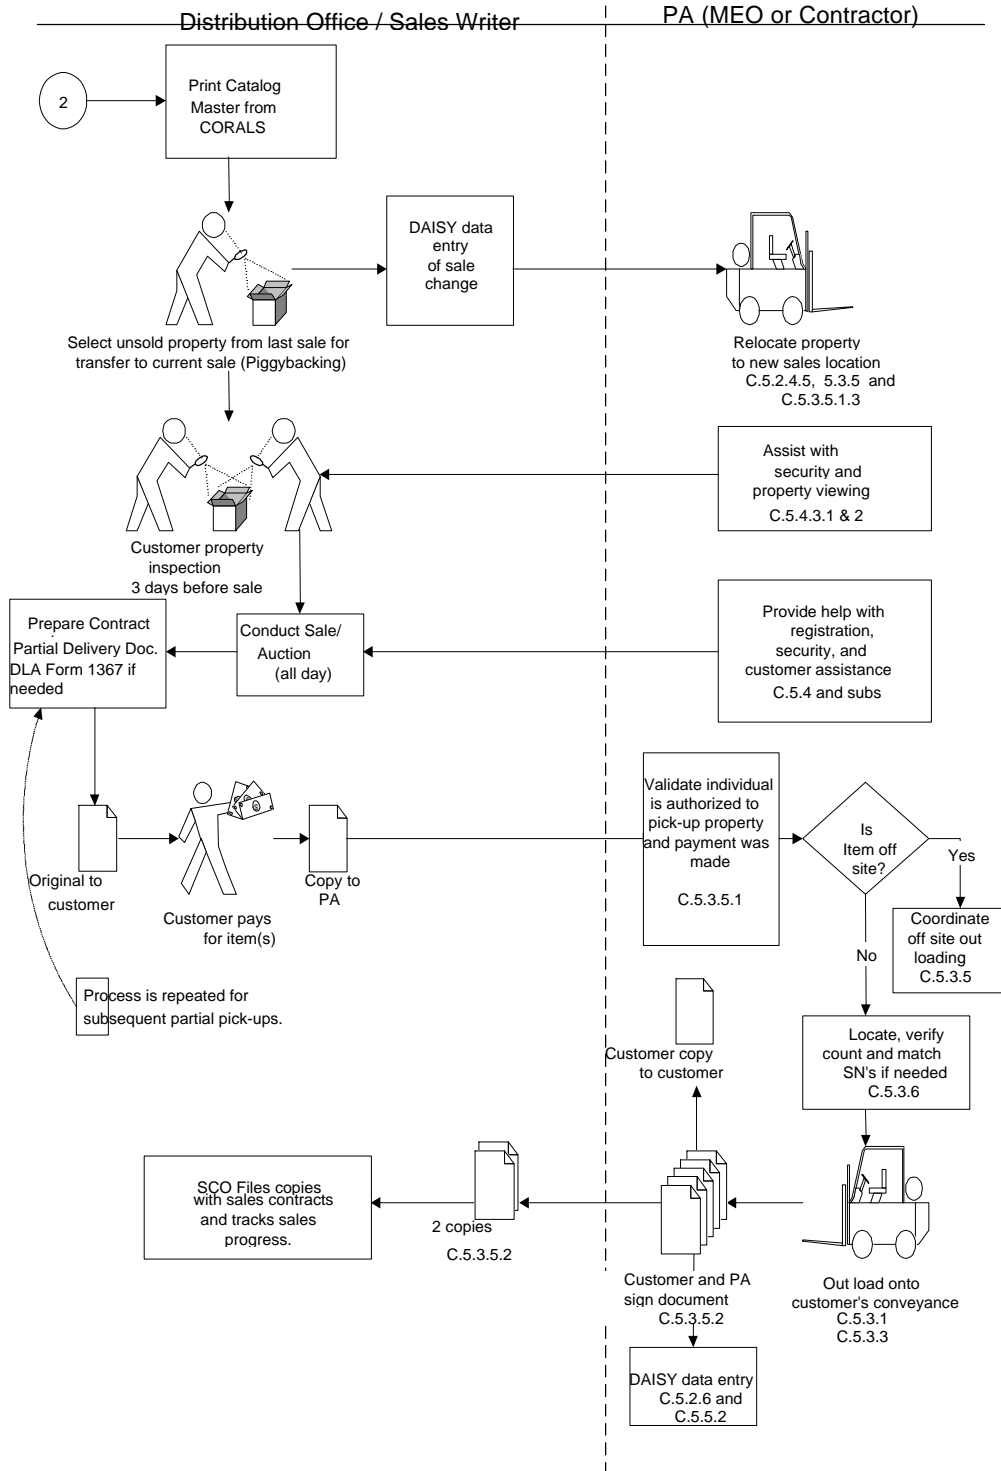 Distribution Office / Sales Writer
PA (MEO or Contractor)
2
Print Catalog
Master from
CORALS
DAISY data
entry
of sale
change
Select unsold property from last sale for
transfer to current sale (Piggybacking)
Relocate property
to new sales location
C.5.2.4.5, 5.3.5 and
C.5.3.5.1.3
Assist with
security and
property viewing
C.5.4.3.1 & 2
Customer property
inspection
3 days before sale
Prepare Contract
Partial Delivery Doc.
DLA Form 1367 if
needed
Conduct Sale/
Auction
(all day)
Provide help with
registration,
security, and
customer assistance
C.5.4 and subs
Original to
customer
Customer pays
for item(s)
Copy to
PA
Validate individual
is authorized to
pick-up property
and payment was
made
C.5.3.5.1
Is
Item off
site?
Yes
No
Coordinate
off site out
loading
C.5.3.5
Process is repeated for
subsequent partial pick-ups.
Customer copy
to customer
Locate, verify
count and match
SN's if needed
C.5.3.6
SCO Files copies
with sales contracts
and tracks sales
progress.
2 copies
C.5.3.5.2
Customer and PA
sign document
C.5.3.5.2
Out load onto
customer's conveyance
C.5.3.1
C.5.3.3
DAISY data entry
C.5.2.6 and
C.5.5.2